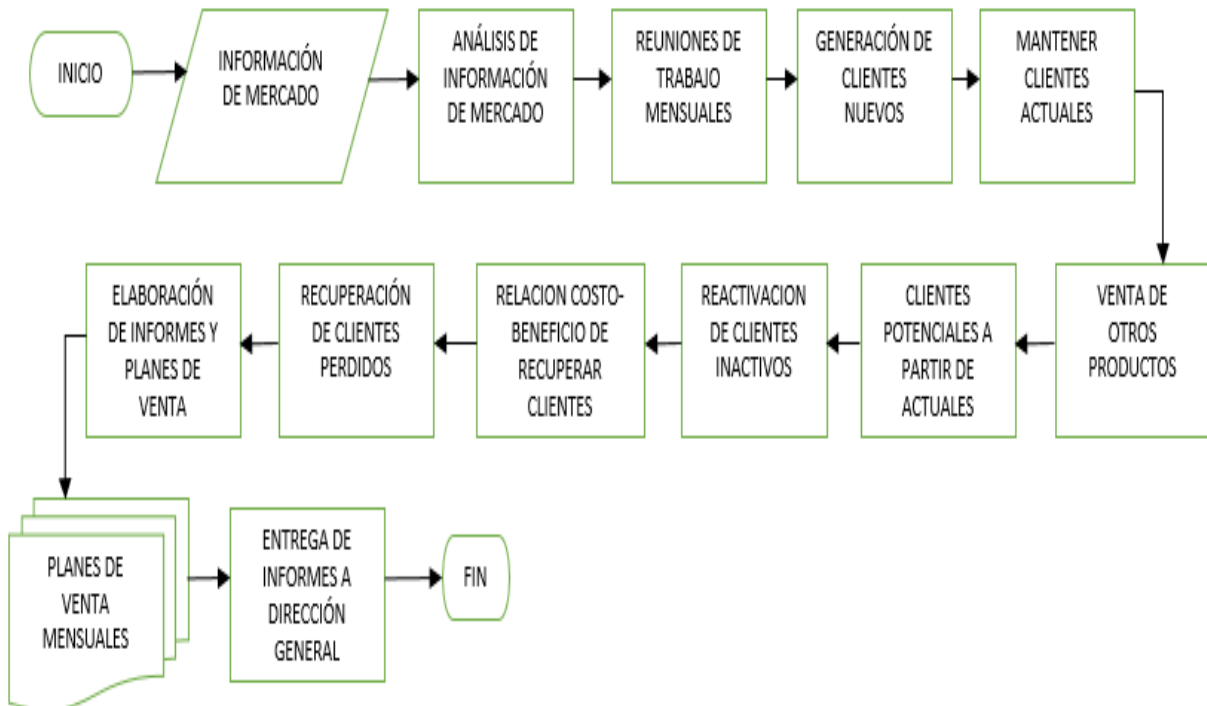 INICIO
INFORMACIÓN
DE MERCADO
ANÁLISIS DE
INFORMACIÓN
DE MERCADO
REUNIONES DE
TRABAJO
MENSUALES
GENERACIÓN DE
CLIENTES
NUEVOS
MANTENER
CLIENTES
ACTUALES
VENTA DE
OTROS
PRODUCTOS
CLIENTES
POTENCIALES A
PARTIR DE
ACTUALES
REACTIVACION
DE CLIENTES
INACTIVOS
RELACION COSTO-
BENEFICIO DE
RECUPERAR
CLIENTES
RECUPERACIÓN
DE CLIENTES
PERDIDOS
ELABORACIÓN
DE INFORMES Y
PLANES DE
VENTA
PLANES DE
VENTA
MENSUALES
ENTREGA DE
INFORMES A
DIRECCIÓN
GENERAL
FIN